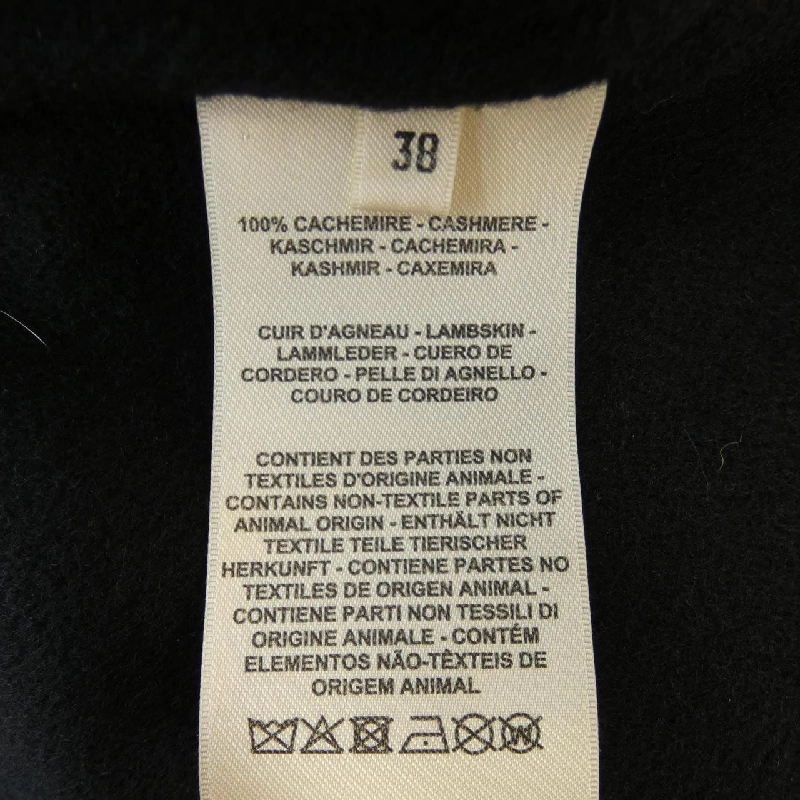 38
100% CACHEMIRE - CASHMERE -
KASCHMIR - CACHEMIRA -
KASHMIR - CAXEMIRA
CUIR D'AGNEAU - LAMBSKIN -
LAMMLEDER - CUERO DE
CORDERO - PELLE DI AGNELLO -
COURO DE CORDEIRO
CONTIENT DES PARTIES NON
TEXTILES D'ORIGINE ANIMALE -
CONTAINS NON-TEXTILE PARTS OF
ANIMAL ORIGIN - ENTHÄLT NICHT
TEXTILE TEILE TIERISCHER
HERKUNFT - CONTIENE PARTES NO
TEXTILES DE ORIGEN ANIMAL -
CONTIENE PARTI NON TESSILI DI
ORIGINE ANIMALE - CONTÉM
ELEMENTOS NÃO-TÊXTEIS DE
ORIGEM ANIMAL
W